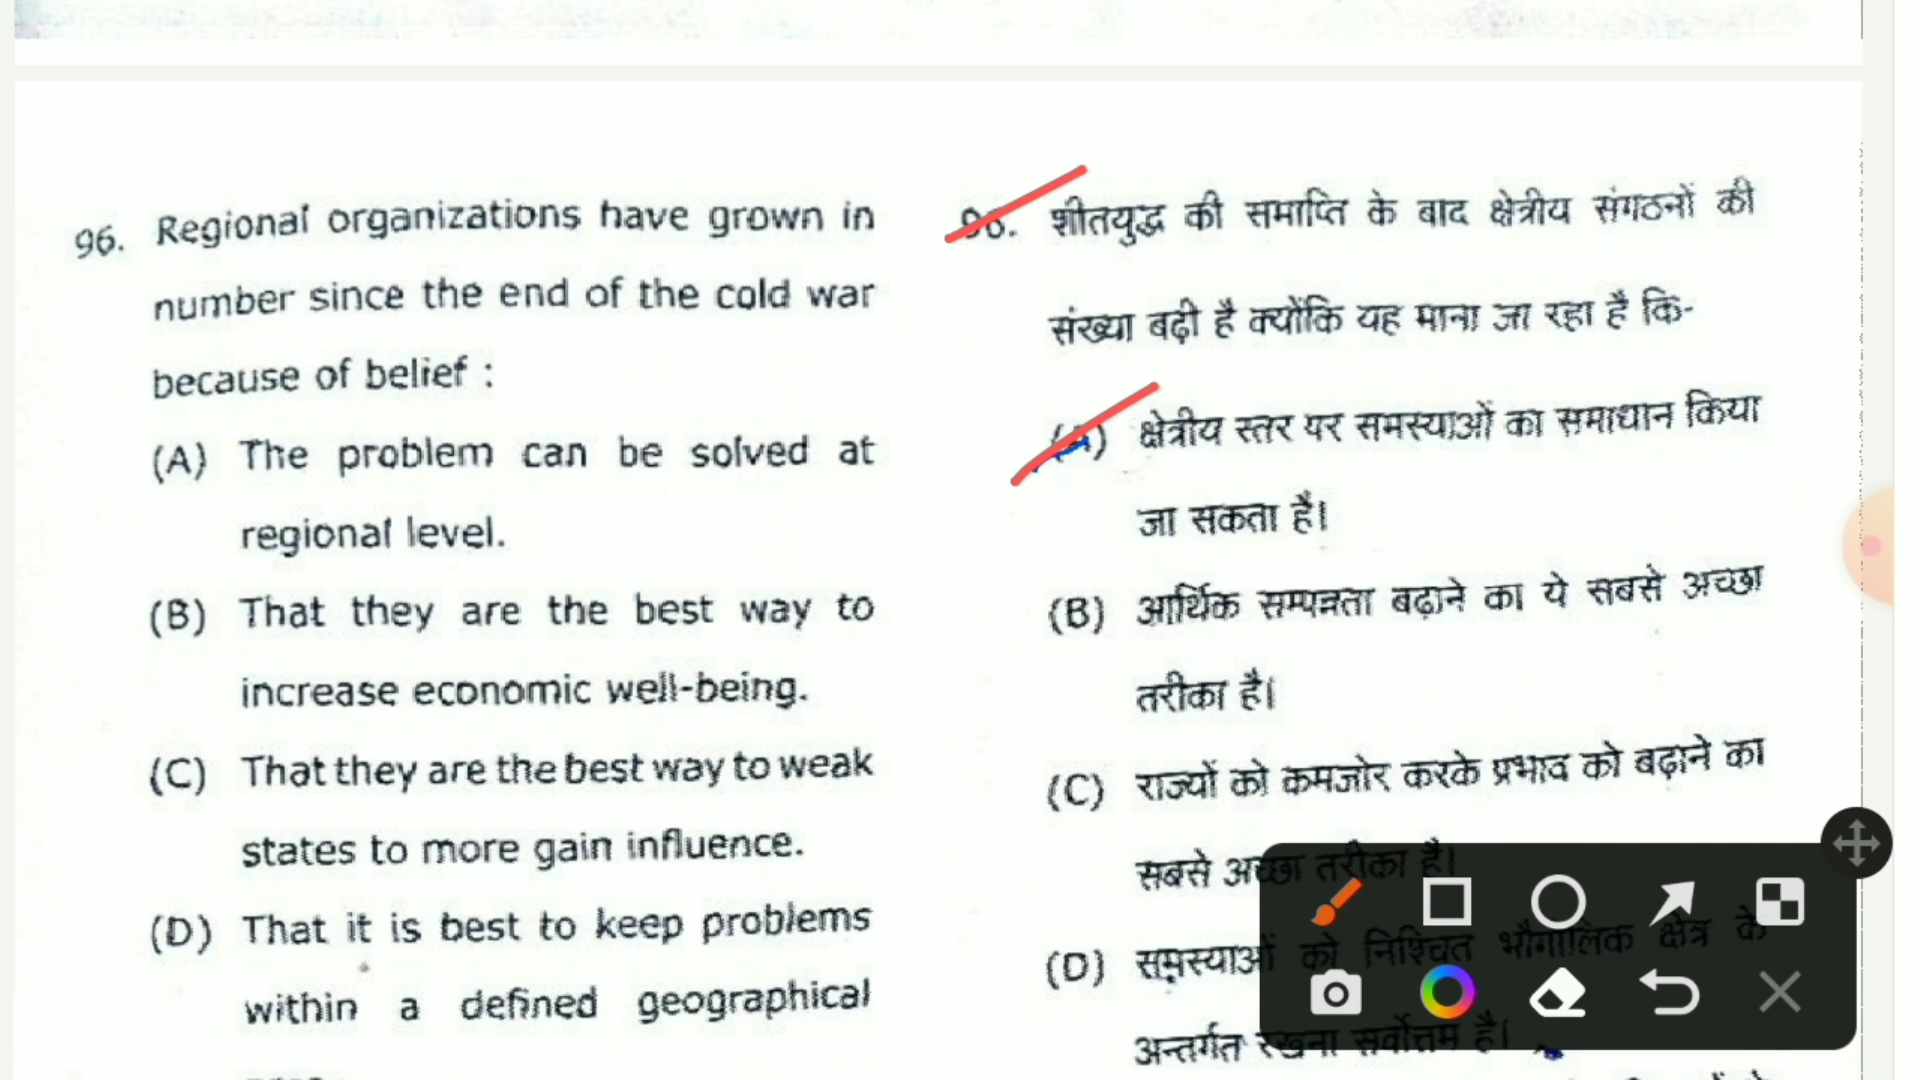 96. Regional organizations have grown in
number since the end of the cold war
because of belief :
(A) The problem can be solved at
regional level.
(B) That they are the best way to
increase economic well-being.
(C) That they are the best way to weak
states to more gain influence.
(D) That it is best to keep problems
within a defined geographical
96. शीतयुद्ध की समाप्ति के बाद क्षेत्रीय संगठनों की
संख्या बढ़ी है क्योंकि यह माना जा रहा है कि-
(A) क्षेत्रीय स्तर पर समस्याओं का समाधान किया
जा सकता है।
(B) आर्थिक सम्पन्नता बढ़ाने का ये सबसे अच्छा
तरीका है।
(C) राज्यों को कमजोर करके प्रभाव को बढ़ाने का
सबसे अच्छा तरीका है।
(D) समस्याओं को निश्चित भौगोलिक क्षेत्र के
अन्तर्गत रखना सर्वोत्तम है।